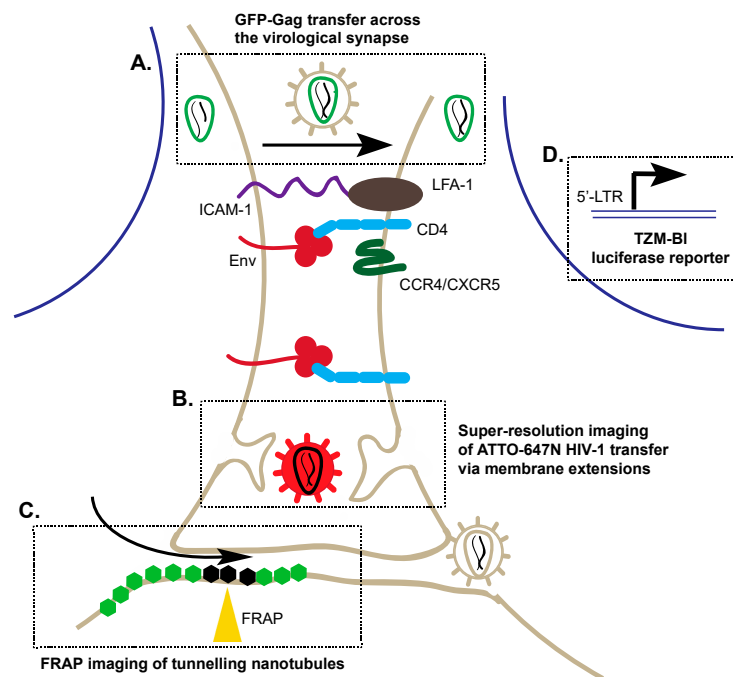 GFP-Gag transfer across
the virological synapse
A.
D.
LFA-1
ICAM-1
5'-LTR
CD4
Env
TZM-Bl
luciferase reporter
CCR4/CXCR5
B.
Super-resolution imaging
of ATTO-647N HIV-1 transfer
via membrane extensions
C.
FRAP
FRAP imaging of tunnelling nanotubules